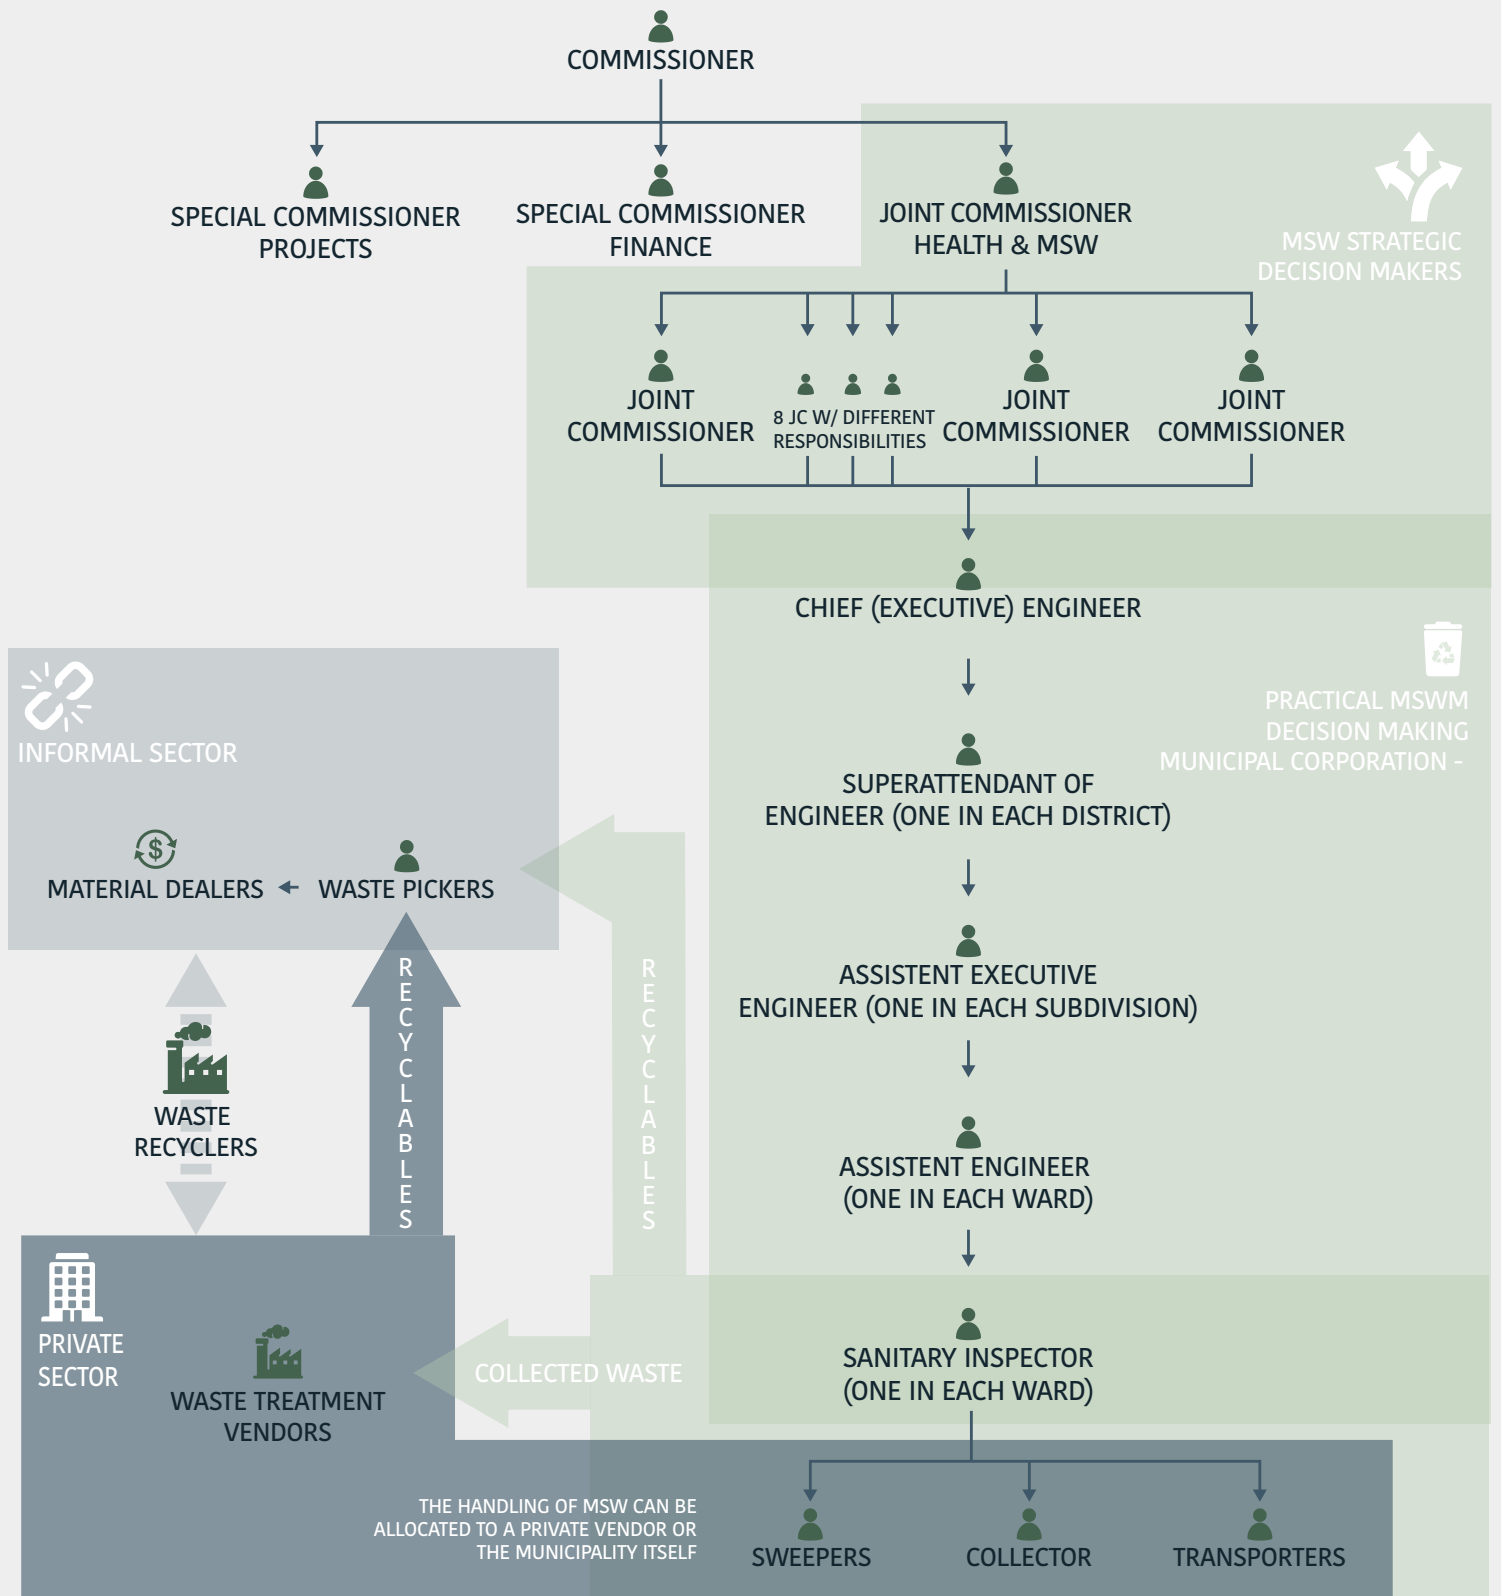 COMMISSIONER
SPECIAL COMMISSIONER
PROJECTS
SPECIAL COMMISSIONER
FINANCE
JOINT COMMISSIONER
HEALTH & MSW
MSW STRATEGIC
DECISION MAKERS
JOINT
COMMISSIONER
8 JC W/ DIFFERENT
RESPONSIBILITIES
JOINT
COMMISSIONER
JOINT
COMMISSIONER
CHIEF (EXECUTIVE) ENGINEER
PRACTICAL MSWM
DECISION MAKING
MUNICIPAL CORPORATION -
INFORMAL SECTOR
SUPERATTENDANT OF
ENGINEER (ONE IN EACH DISTRICT)
$
MATERIAL DEALERS
WASTE PICKERS
RECYCLABLES
RECYCLABLES
ASSISTENT EXECUTIVE
ENGINEER (ONE IN EACH SUBDIVISION)
WASTE
RECYCLERS
ASSISTENT ENGINEER
(ONE IN EACH WARD)
PRIVATE
SECTOR
WASTE TREATMENT
VENDORS
COLLECTED WASTE
SANITARY INSPECTOR
(ONE IN EACH WARD)
THE HANDLING OF MSW CAN BE
ALLOCATED TO A PRIVATE VENDOR OR
THE MUNICIPALITY ITSELF
SWEEPERS
COLLECTOR
TRANSPORTERS